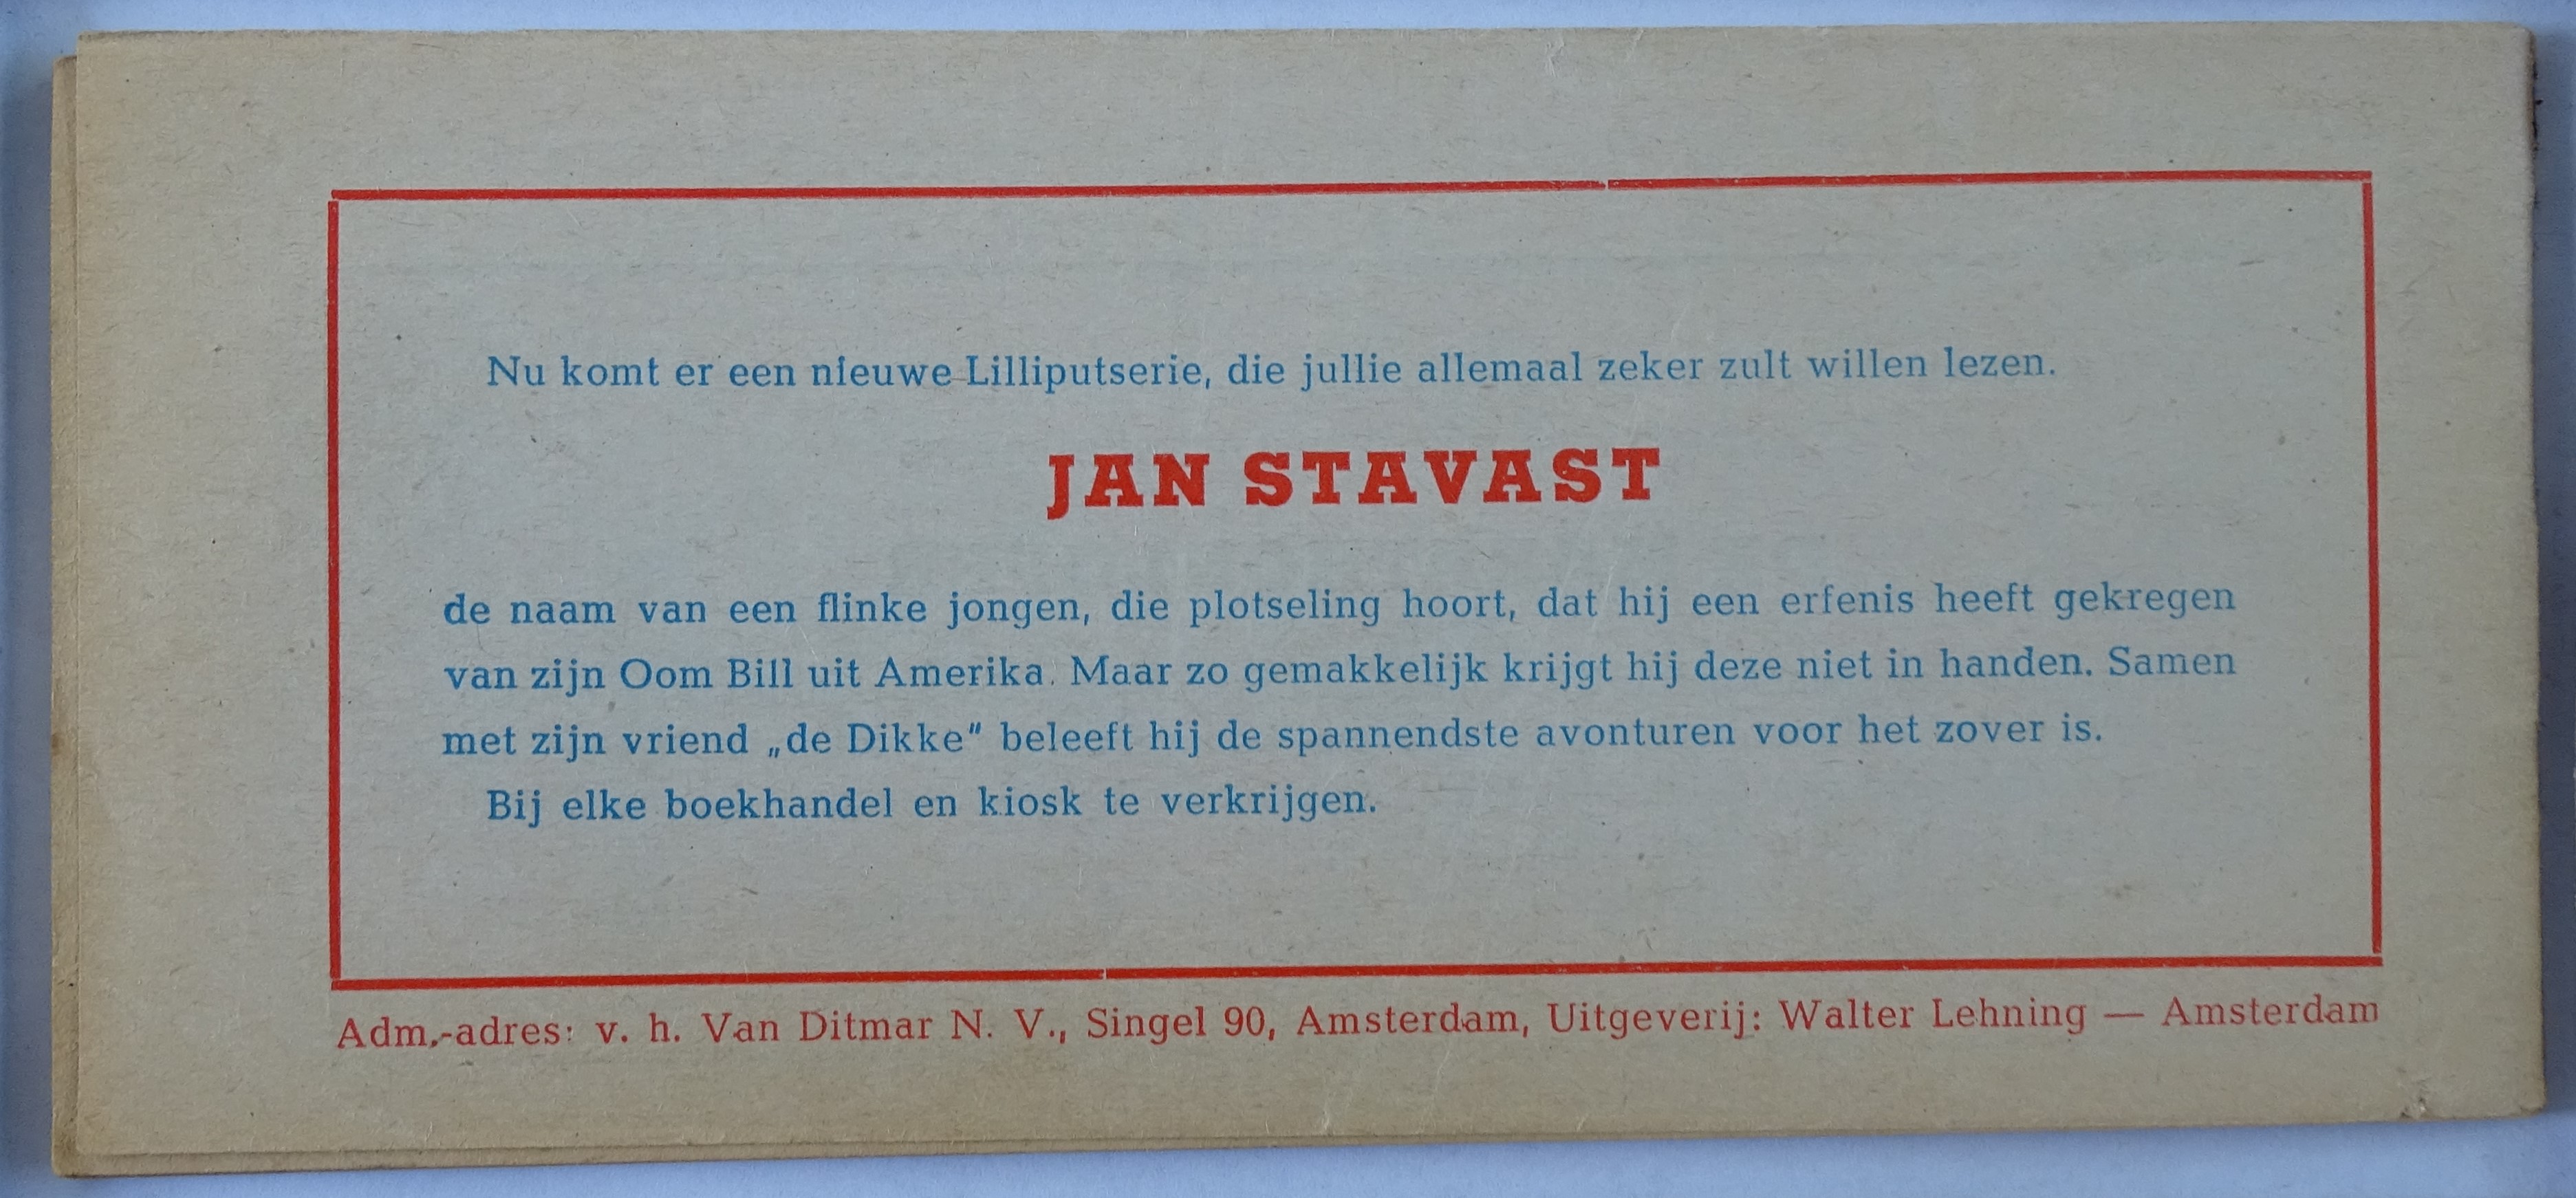 Nu komt er een nieuwe Lilliputserie, die jullie allemaal zeker zult willen lezen.
JAN STAVAST
de naam van een flinke jongen, die plotseling hoort, dat hij een erfenis heeft gekregen
van zijn Oom Bill uit Amerika. Maar zo gemakkelijk krijgt hij deze niet in handen. Samen
met zijn vriend „de Dikke" beleeft hij de spannendste avonturen voor het zover is.
Bij elke boekhandel en kiosk te verkrijgen.
Adm.-adres: v. h. Van Ditmar N. V., Singel 90, Amsterdam, Uitgeverij: Walter Lehning — Amsterdam